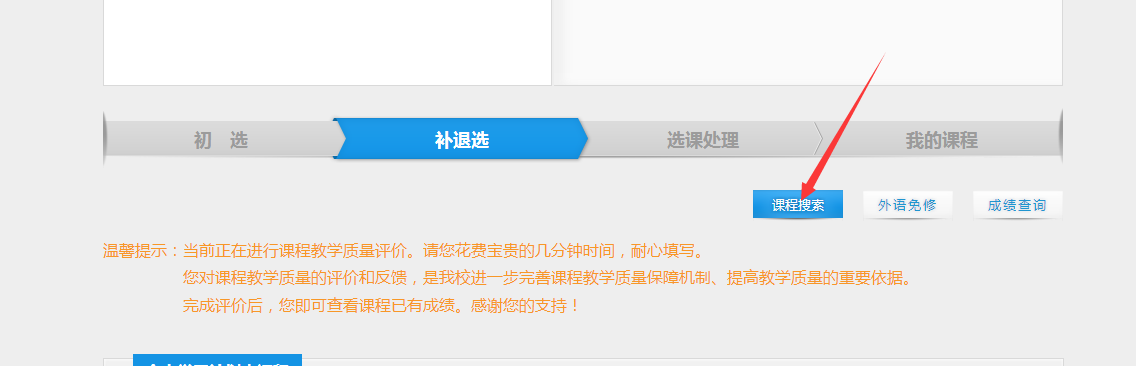 初 选
补退选
选课处理
我的课程
课程搜索
外语免修
成绩查询
温馨提示：当前正在进行课程教学质量评价。请您花费宝贵的几分钟时间，耐心填写。
您对课程教学质量的评价和反馈，是我校进一步完善课程教学质量保障机制、提高教学质量的重要依据。
完成评价后，您即可查看课程已有成绩。感谢您的支持！